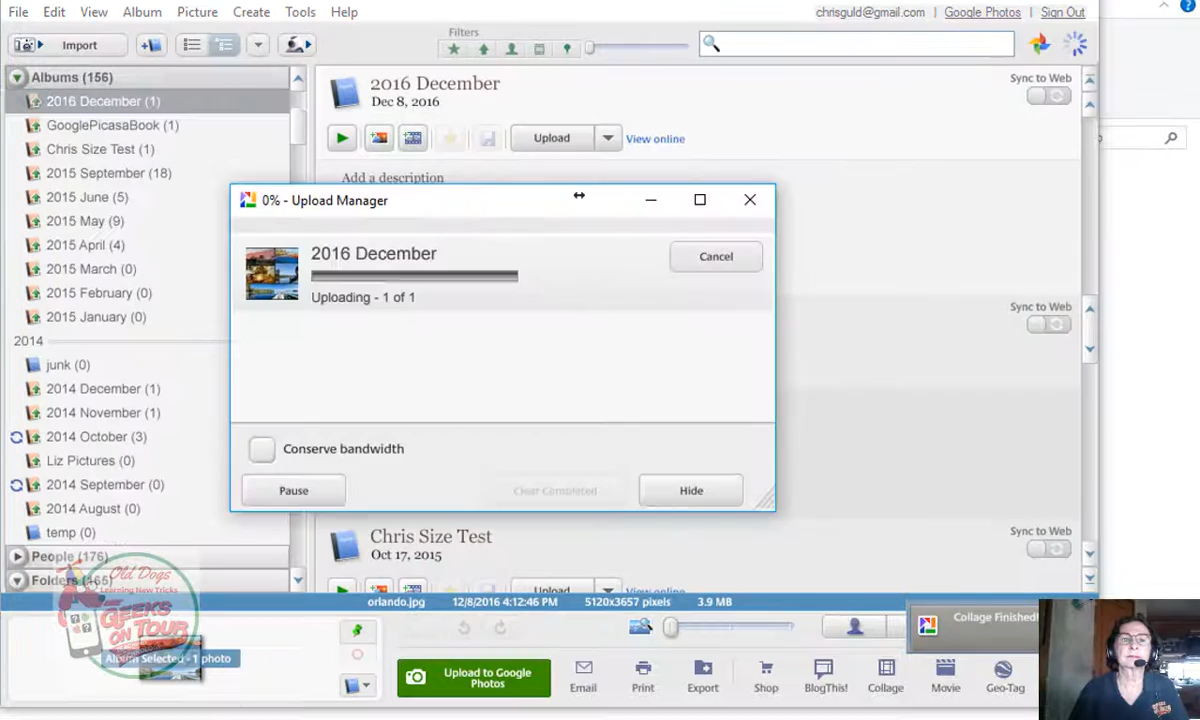 File Edit View Album Picture Create Tools Help
chrisguld@gmail.com | Google Photos | Sign Out
Import
Filters
Albums (156)
2016 December (1)
GooglePicasaBook (1)
Chris Size Test (1)
2015 September (18)
2015 June (5)
2015 May (9)
2015 April (4)
2015 March (0)
2015 February (0)
2015 January (0)
2014
junk (0)
2014 December (1)
2014 November (1)
2014 October (3)
Liz Pictures (0)
2014 September (0)
2014 August (0)
temp (0)
People (176)
Folders (465)
2016 December
Dec 8, 2016
Sync to Web
Upload
View online
Add a description
0% - Upload Manager
2016 December
Cancel
Uploading - 1 of 1
Conserve bandwidth
Pause
Clear Completed
Hide
Sync to Web
Chris Size Test
Oct 17, 2015
Sync to Web
Upload
View online
orlando.jpg 12/8/2016 4:12:46 PM 5120x3657 pixels 3.9 MB
Old Dogs
Learning New Tricks
GEEKS
ON TOUR
Album Selected - 1 photo
Collage Finished!
Upload to Google
Photos
Email
Print
Export
Shop
BlogThis!
Collage
Movie
Geo-Tag